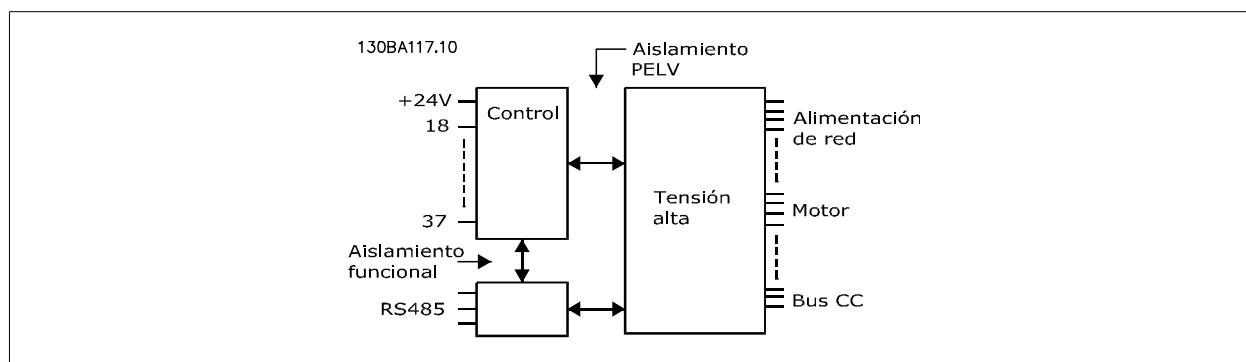 130BA117.10
Aislamiento
PELV
+24V
Control
18
Alimentación
de red
Tensión
alta
37
Motor
Aislamiento
funcional
RS485
Bus CC